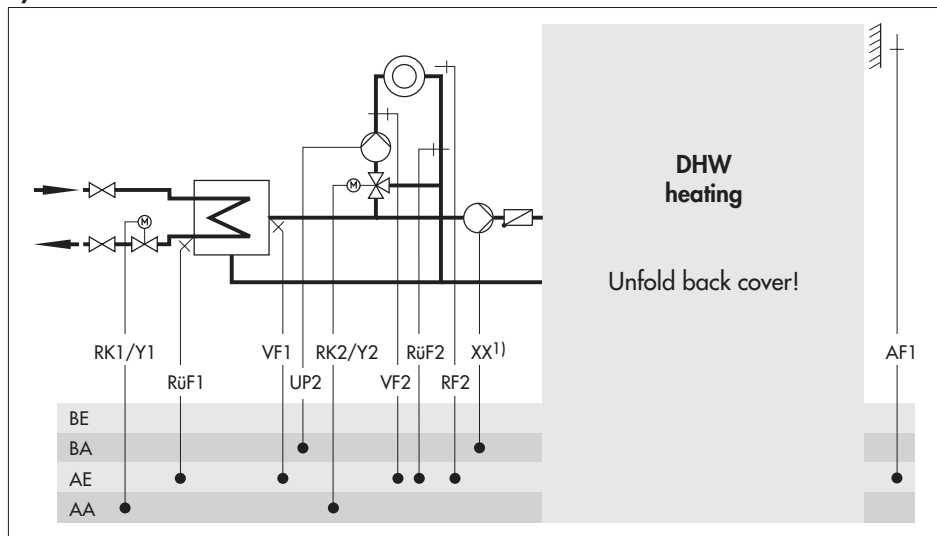 DHW
heating
Unfold back cover!
M
M
RK1/Y1
VF1
RK2/Y2
RüF2
XX1)
AF1
RüF1
UP2
VF2
RF2
BE
BA
AE
AA